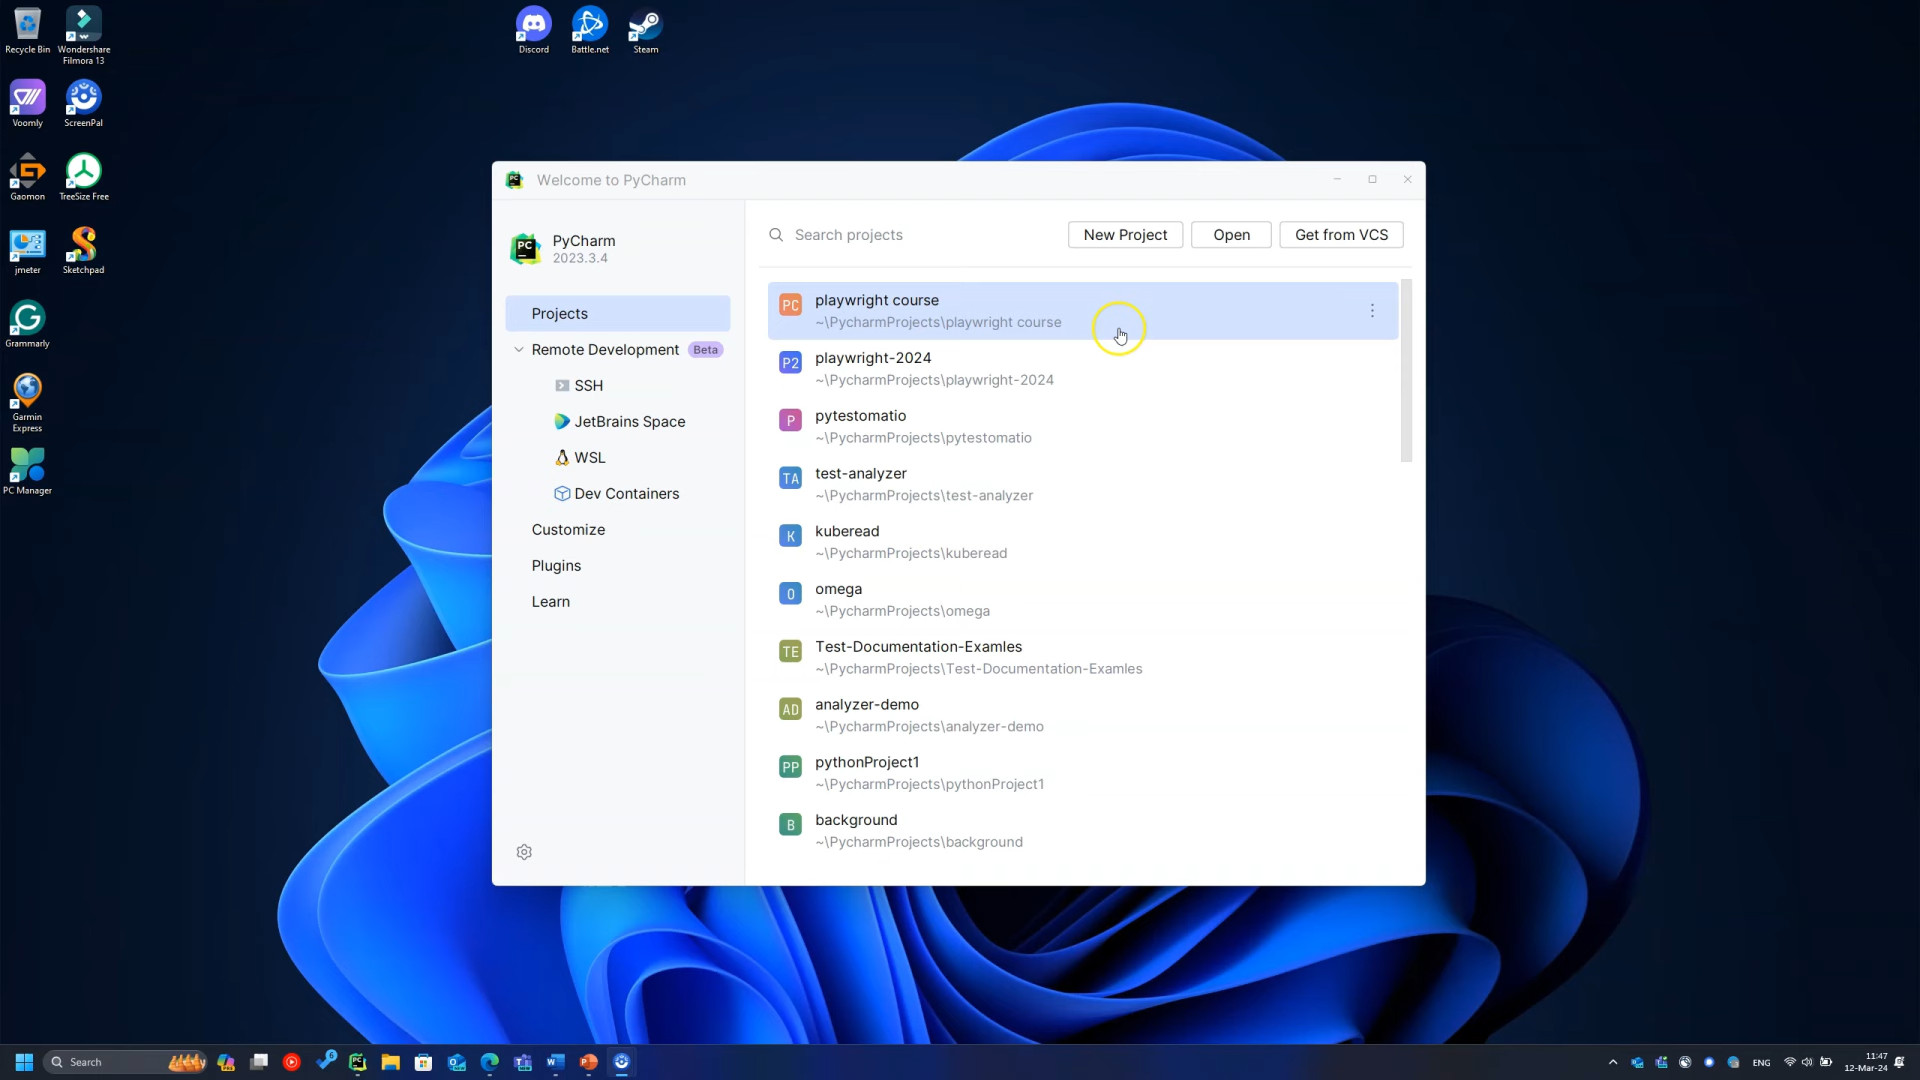 Recycle Bin
Wondershare
Filmora 13
Discord
Battle.net
Steam
Voomly
ScreenPal
Gaomon
TreeSize Free
jmeter
Sketchpad
Grammarly
Garmin
Express
PC Manager
PC
Welcome to PyCharm
PC
PyCharm
2023.3.4
Projects
Remote Development Beta
SSH
JetBrains Space
WSL
Dev Containers
Customize
Plugins
Learn
Search projects
New Project
Open
Get from VCS
PC playwright course
~\PycharmProjects\playwright course
P2 playwright-2024
~\PycharmProjects\playwright-2024
P pytestomatio
~\PycharmProjects\pytestomatio
TA test-analyzer
~\PycharmProjects\test-analyzer
K kuberead
~\PycharmProjects\kuberead
O omega
~\PycharmProjects\omega
TE Test-Documentation-Examles
~\PycharmProjects\Test-Documentation-Examles
AD analyzer-demo
~\PycharmProjects\analyzer-demo
PP pythonProject1
~\PycharmProjects\pythonProject1
B background
~\PycharmProjects\background
Search
6
ENG
11:47
12-Mar-24